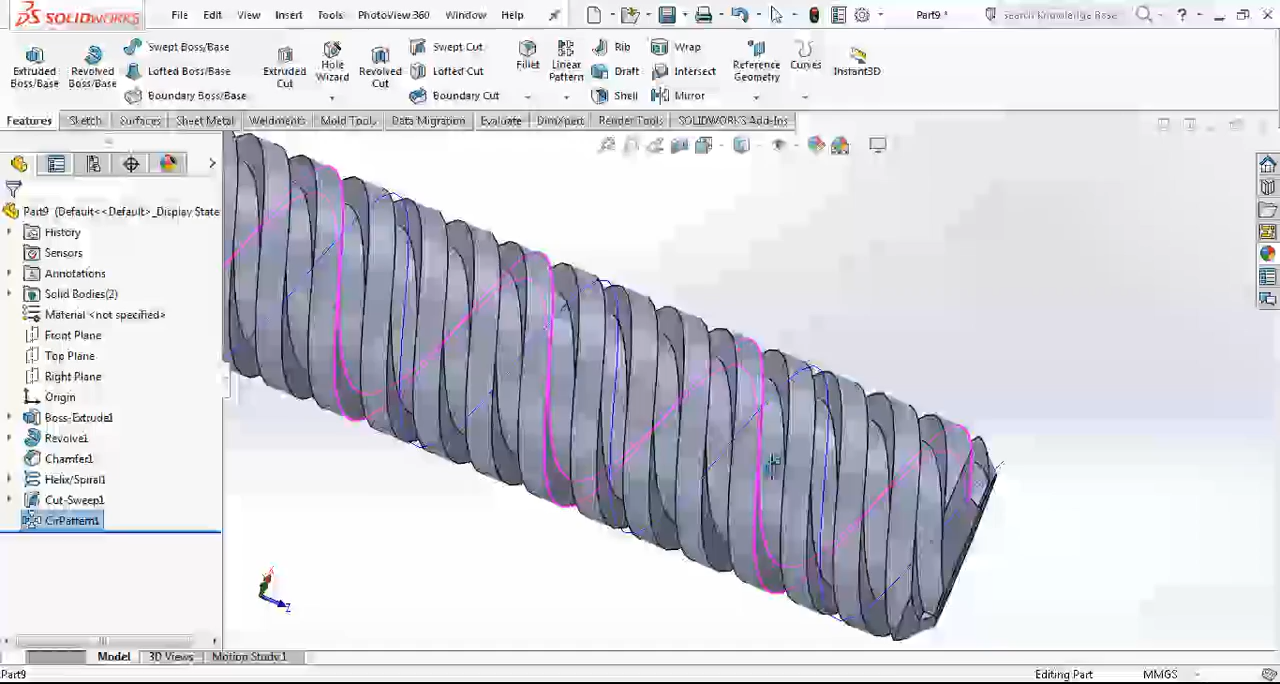 SOLIDWORKS File Edit View Insert Tools PhotoView 360 Window Help Part9 * Search Knowledge Base ?
Extruded Boss/Base
Revolved Boss/Base
Swept Boss/Base
Lofted Boss/Base
Boundary Boss/Base
Extruded Cut
Hole Wizard
Revolved Cut
Swept Cut
Lofted Cut
Boundary Cut
Fillet
Linear Pattern
Rib
Draft
Shell
Wrap
Intersect
Mirror
Reference Geometry
Curves
Instant3D
Features Sketch Surfaces Sheet Metal Weldments Mold Tools Data Migration Evaluate DimXpert Render Tools SOLIDWORKS Add-Ins
Part9 (Default<<Default>_Display State
History
Sensors
Annotations
Solid Bodies(2)
Material <not specified>
Front Plane
Top Plane
Right Plane
Origin
Boss-Extrude1
Revolve1
Chamfer1
Helix/Spiral1
Cut-Sweep1
CirPattern1
Z
Model 3D Views Motion Study 1
Part9 Editing Part MMGS